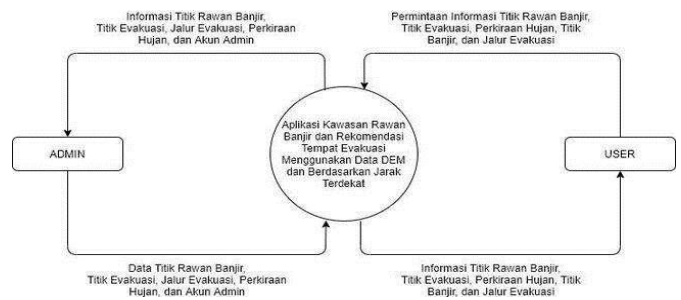 Informasi Titik Rawan Banjir,
Titik Evakuasi, Jalur Evakuasi, Perkiraan
Hujan, dan Akun Admin
Permintaan Informasi Titik Rawan Banjir,
Titik Evakuasi, Perkiraan Hujan, Titik
Banjir, dan Jalur Evakuasi
ADMIN
Aplikasi Kawasan Rawan
Banjir dan Rekomendasi
Tempat Evakuasi
Menggunakan Data DEM
dan Berdasarkan Jarak
Terdekat
USER
Data Titik Rawan Banjir,
Titik Evakuasi, Jalur Evakuasi, Perkiraan
Hujan, dan Akun Admin
Informasi Titik Rawan Banjir,
Titik Evakuasi, Perkiraan Hujan, Titik
Banjir, dan Jalur Evakuasi